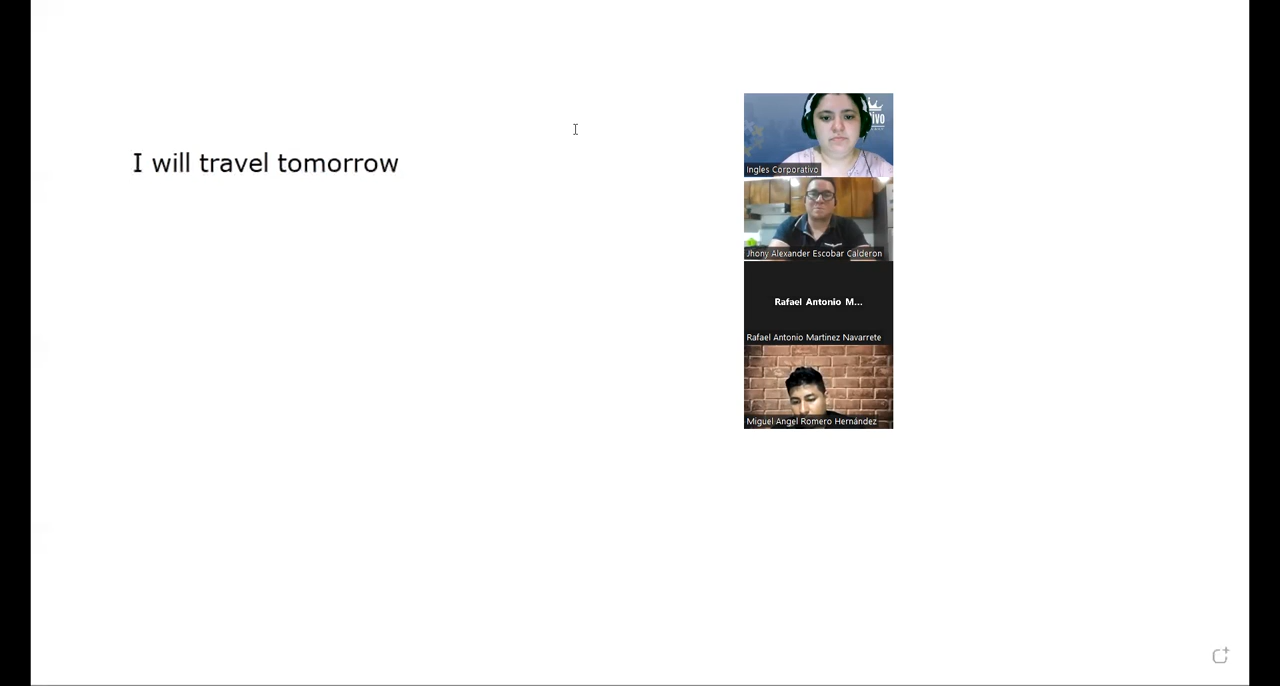 I will travel tomorrow
ivo
Ingles Corporativo
Jhony Alexander Escobar Calderon
Rafael Antonio M...
Rafael Antonio Martinez Navarrete
Miguel Angel Romero Hernández